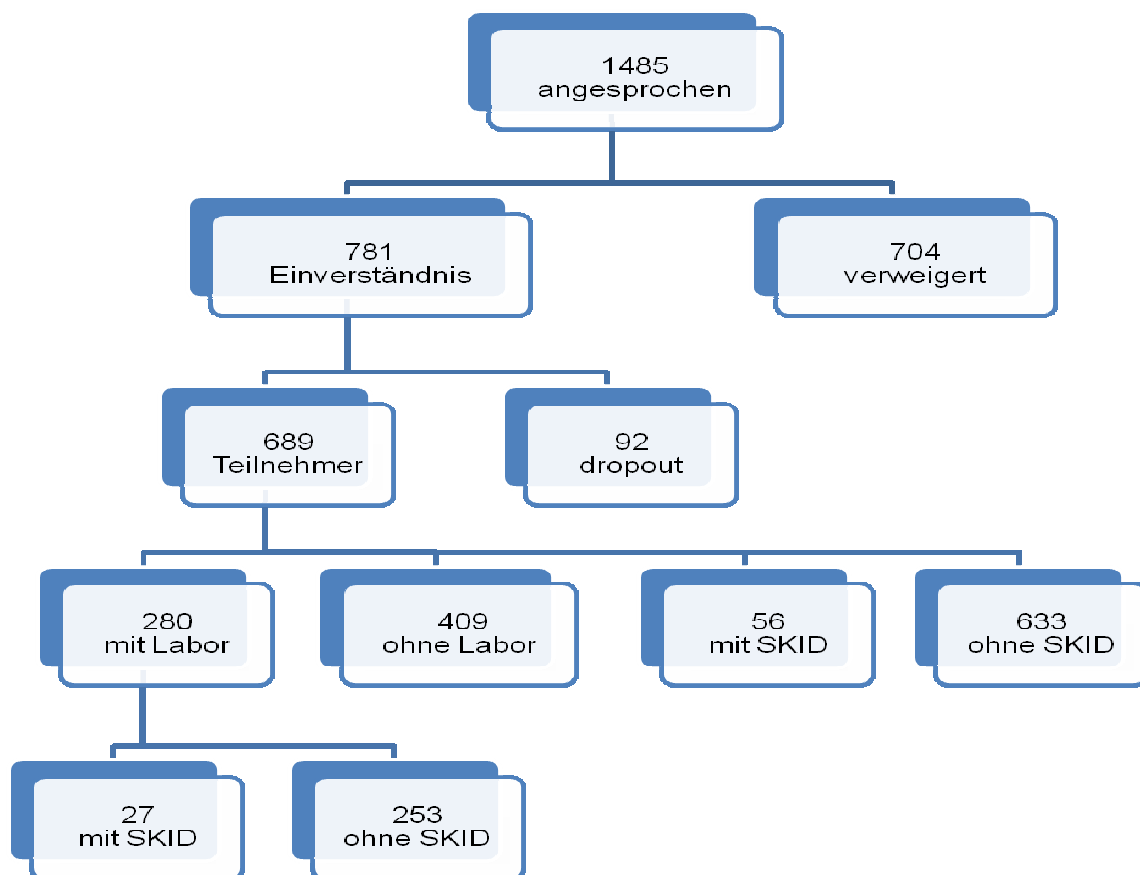 1485
angesprochen
781
Einverständnis
704
verweigert
689
Teilnehmer
92
dropout
280
mit Labor
409
ohne Labor
56
mit SKID
633
ohne SKID
27
mit SKID
253
ohne SKID